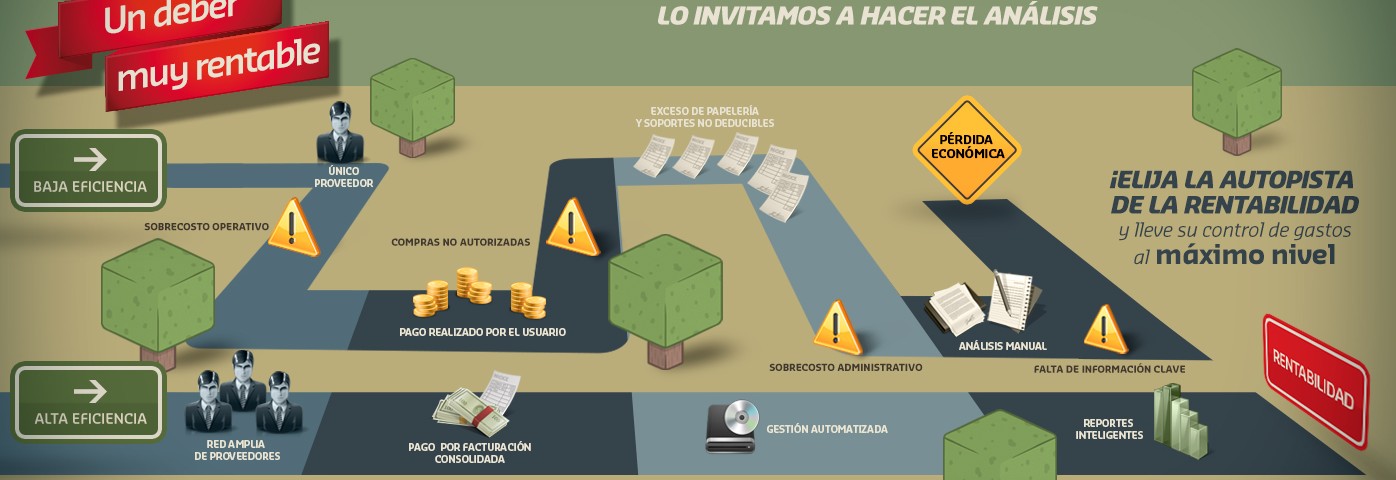 Un deber
muy rentable
LO INVITAMOS A HACER EL ANÁLISIS
BAJA EFICIENCIA
ÚNICO
PROVEEDOR
SOBRECOSTO OPERATIVO
COMPRAS NO AUTORIZADAS
PAGO REALIZADO POR EL USUARIO
EXCESO DE PAPELERÍA
Y SOPORTES NO DEDUCIBLES
SOBRECOSTO ADMINISTRATIVO
ANÁLISIS MANUAL
FALTA DE INFORMACIÓN CLAVE
PÉRDIDA
ECONÓMICA
¡ELIJA LA AUTOPISTA
DE LA RENTABILIDAD
y lleve su control de gastos
al máximo nivel
ALTA EFICIENCIA
RED AMPLIA
DE PROVEEDORES
PAGO POR FACTURACIÓN
CONSOLIDADA
GESTIÓN AUTOMATIZADA
REPORTES
INTELIGENTES
RENTABILIDAD